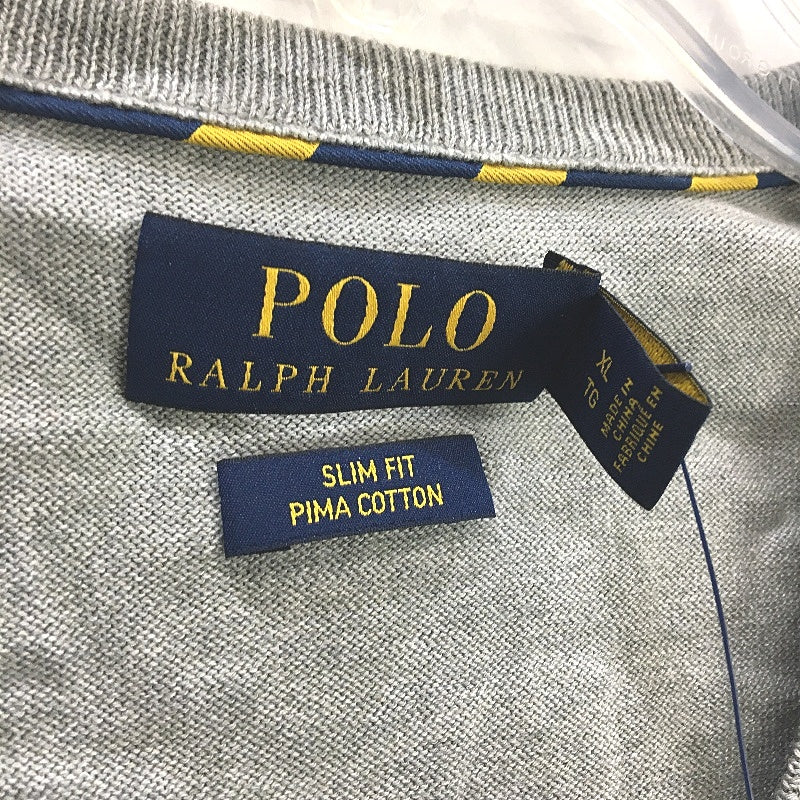 POLO
RALPH LAUREN
XL
TG
MADE IN
CHINA
FABRIQUÉ EN
CHINE
SLIM FIT
PIMA COTTON